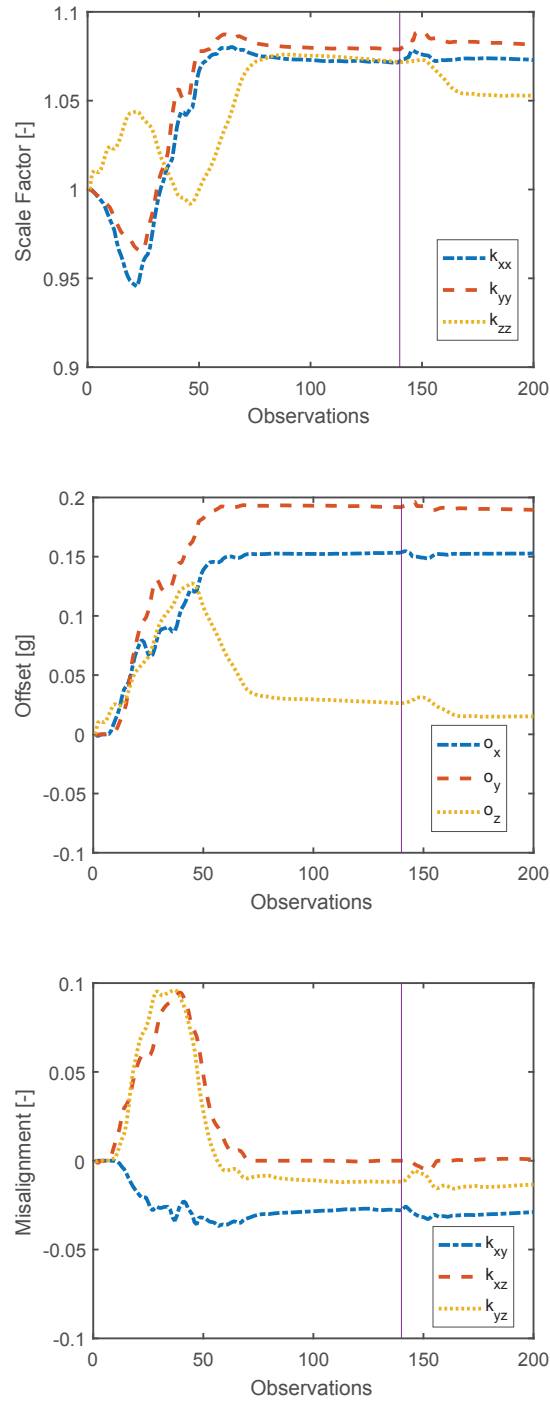 1.1
1.05
1
0.95
0.9
Scale Factor [-]
k_xx
k_yy
k_zz
0 50 100 150 200
Observations
0.2
0.15
0.1
0.05
0
-0.05
-0.1
Offset [g]
o_x
o_y
o_z
0 50 100 150 200
Observations
0.1
0.05
0
-0.05
-0.1
Misalignment [-]
k_xy
k_xz
k_yz
0 50 100 150 200
Observations